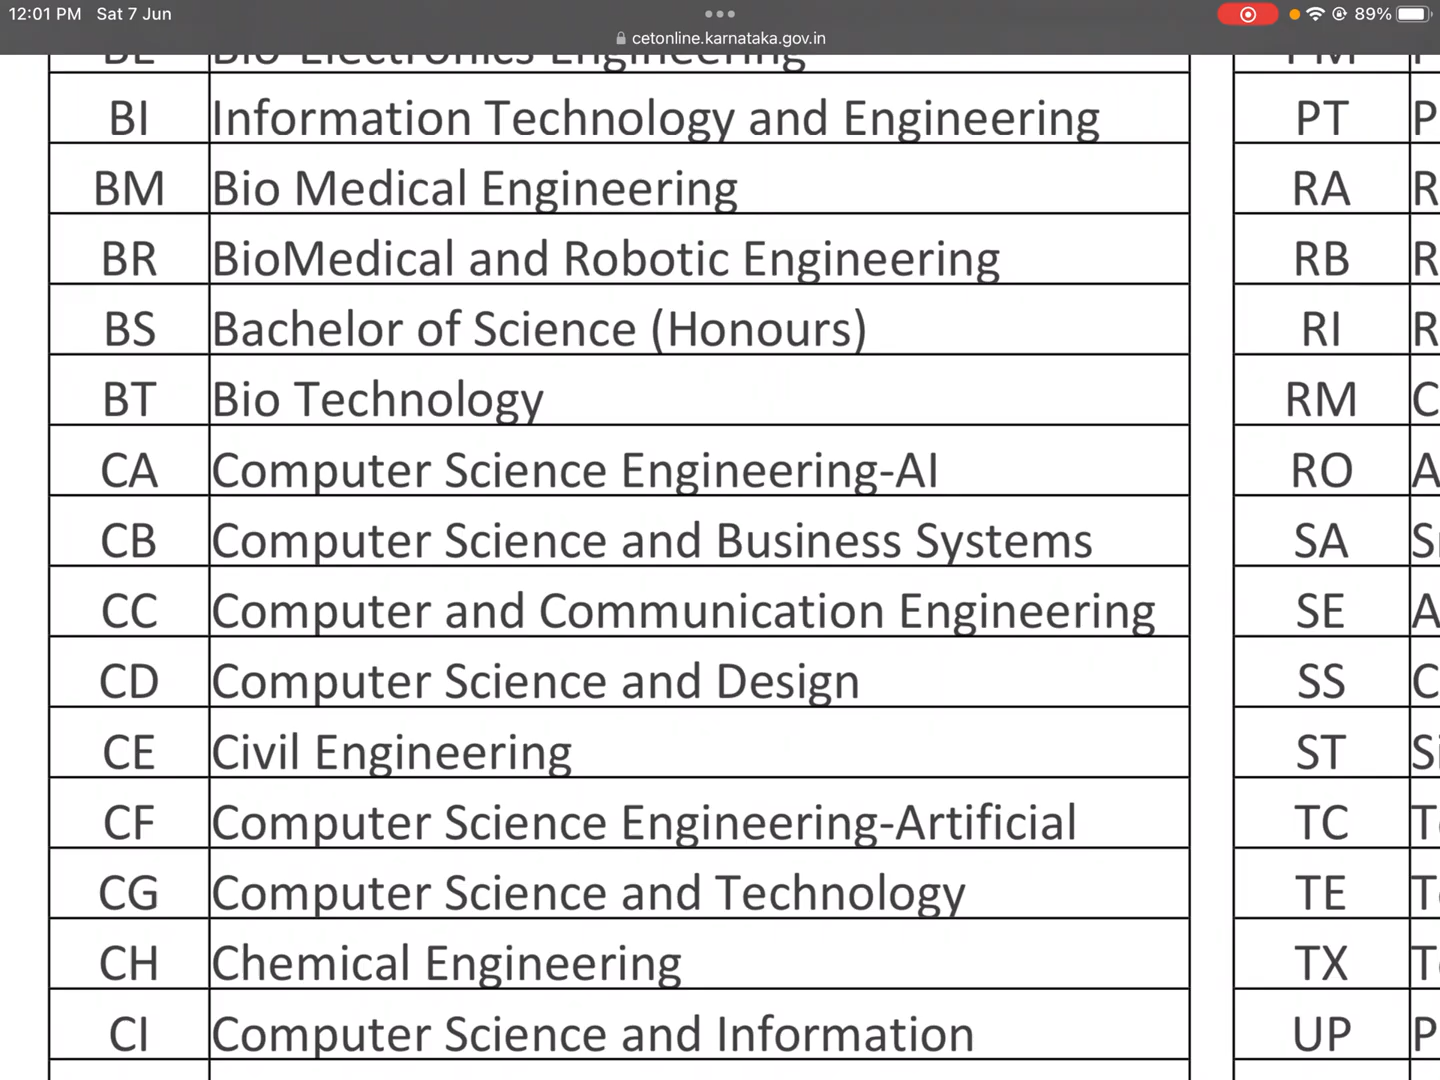 12:01 PM Sat 7 Jun
89%
cetonline.karnataka.gov.in
Bio Electronics Engineering
BI Information Technology and Engineering PT P
BM Bio Medical Engineering RA R
BR BioMedical and Robotic Engineering RB R
BS Bachelor of Science (Honours) RI R
BT Bio Technology RM C
CA Computer Science Engineering-AI RO A
CB Computer Science and Business Systems SA
CC Computer and Communication Engineering SE A
CD Computer Science and Design SS C
CE Civil Engineering ST Si
CF Computer Science Engineering-Artificial TC
CG Computer Science and Technology TE
CH Chemical Engineering TX
CI Computer Science and Information UP P